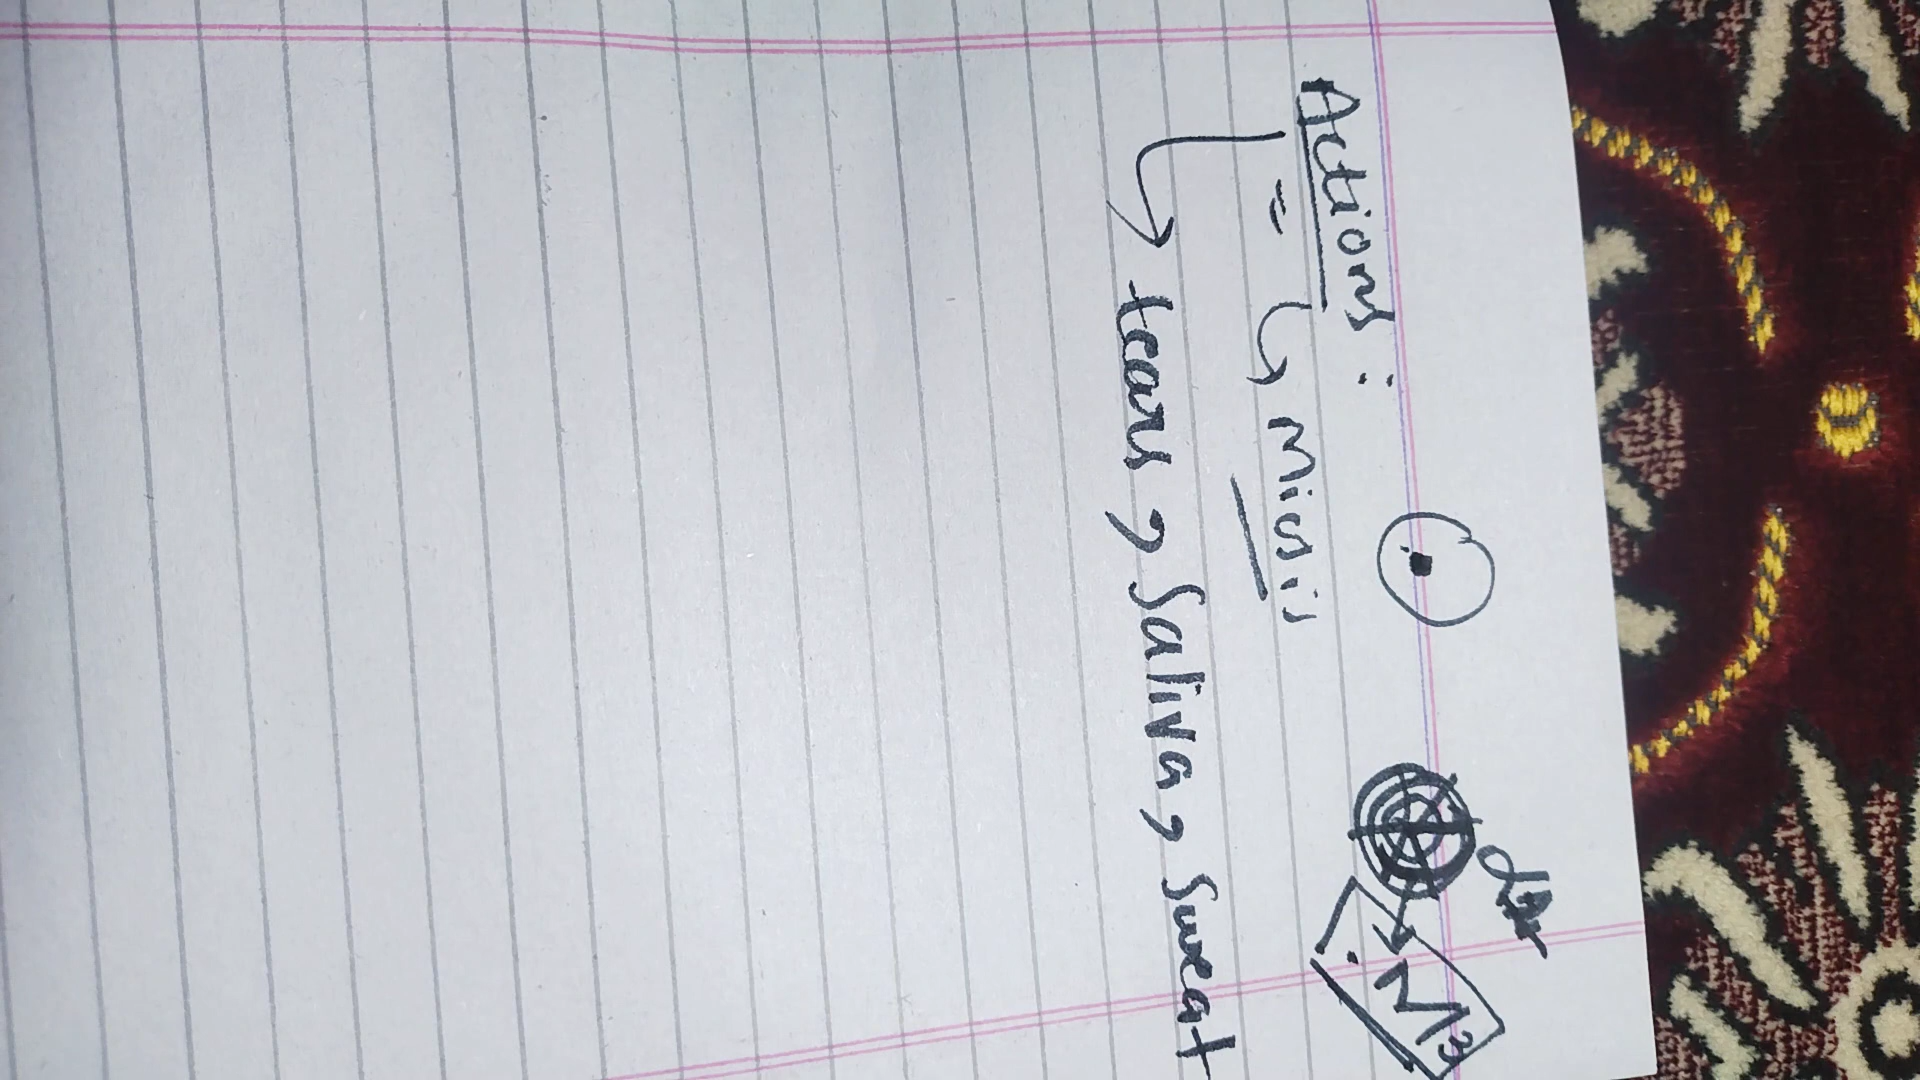 Actions :
M3
Miosis
tears, Saliva, Sweat